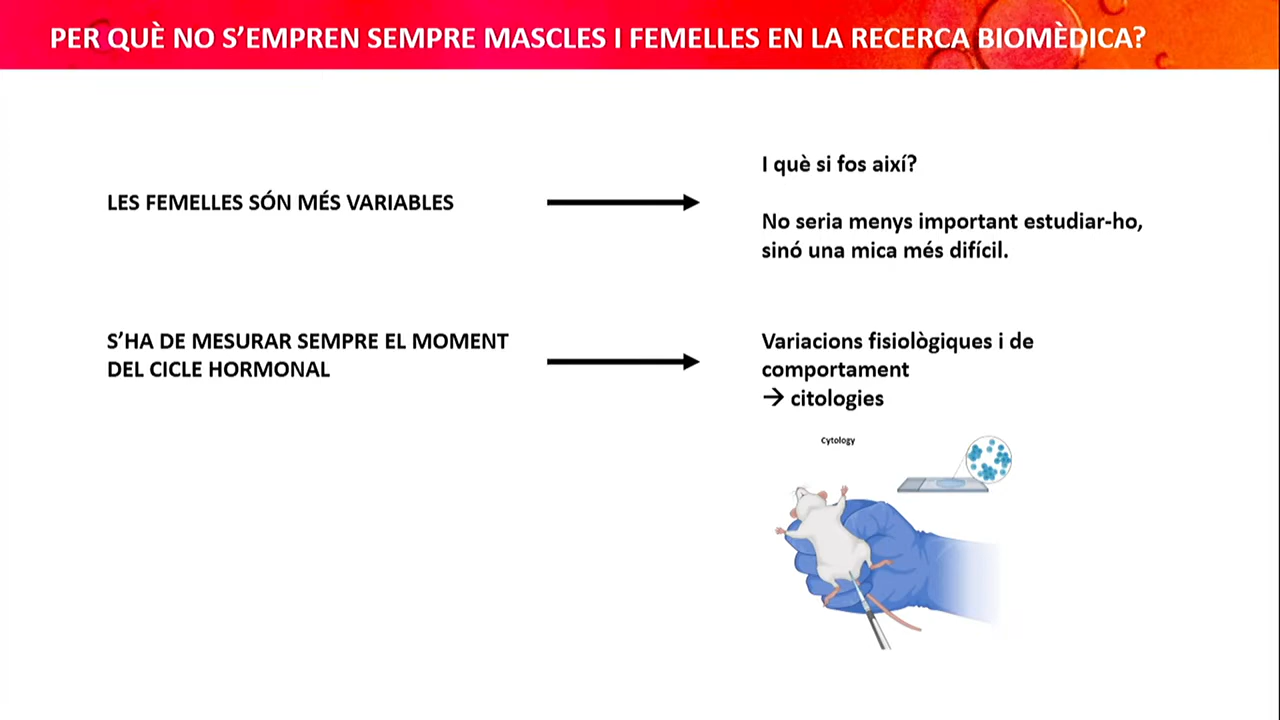 PER QUÈ NO S’EMPREN SEMPRE MASCLES I FEMELLES EN LA RECERCA BIOMÈDICA?
LES FEMELLES SÓN MÉS VARIABLES
I què si fos així?
No seria menys important estudiar-ho,
sinó una mica més difícil.
S’HA DE MESURAR SEMPRE EL MOMENT
DEL CICLE HORMONAL
Variacions fisiològiques i de
comportament
→ citologies
Cytology